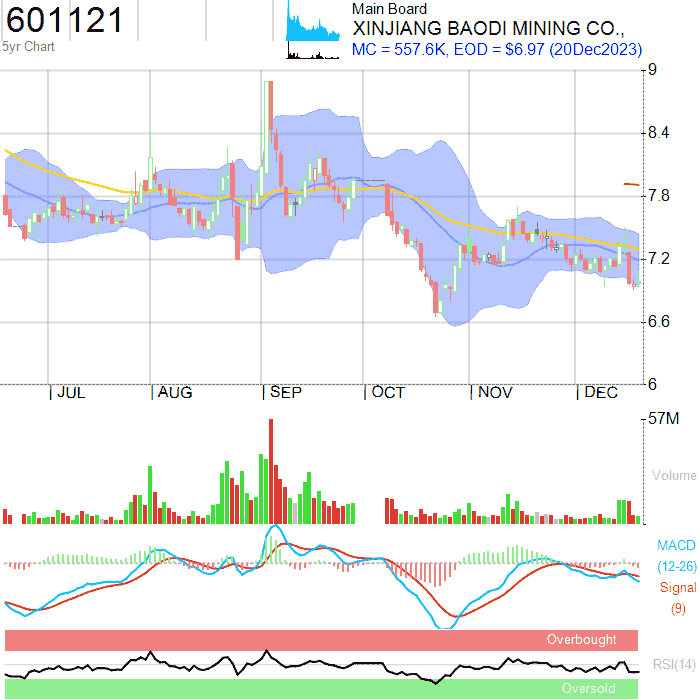 601121
5yr Chart
Main Board
XINJIANG BAODI MINING CO.,
MC = 557.6K, EOD = $6.97 (20Dec2023)
9
8.4
7.8
7.2
6.6
6
JUL AUG SEP OCT NOV DEC
57M
Volume
MACD
(12-26)
Signal
(9)
Overbought
RSI(14)
Oversold